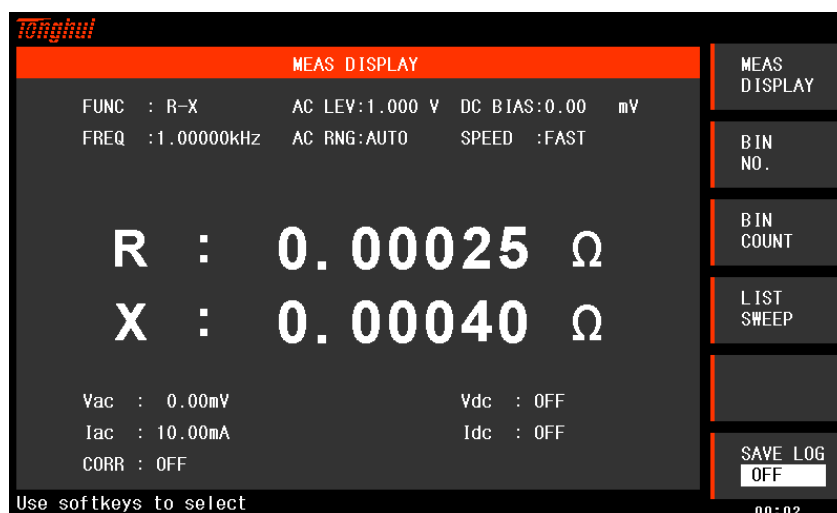 Tonghui
MEAS DISPLAY
FUNC : R-X AC LEV:1.000 V DC BIAS:0.00 mV
FREQ :1.00000kHz AC RNG:AUTO SPEED :FAST
R : 0.00025 Ω
X : 0.00040 Ω
Vac : 0.00mV Vdc : OFF
Iac : 10.00mA Idc : OFF
CORR : OFF
Use softkeys to select
MEAS
DISPLAY
BIN
NO.
BIN
COUNT
LIST
SWEEP
SAVE LOG
OFF